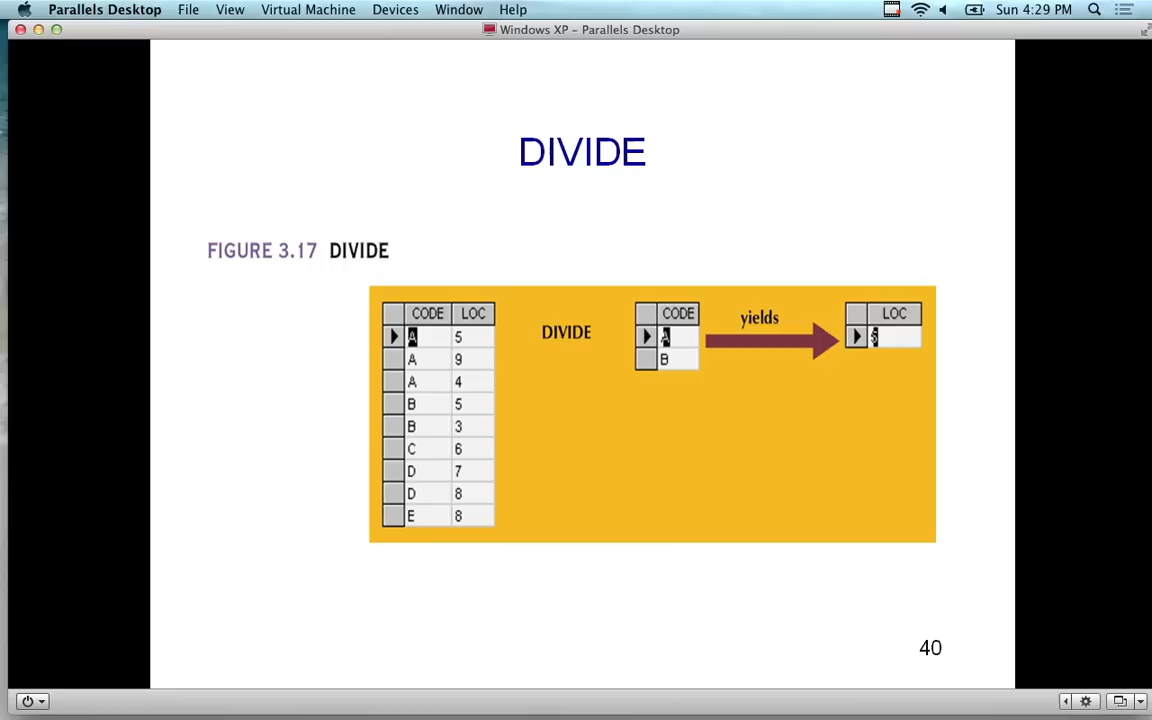 Parallels Desktop File View Virtual Machine Devices Window Help Sun 4:29 PM
Windows XP – Parallels Desktop
DIVIDE
FIGURE 3.17 DIVIDE
CODE LOC
A 5
A 9
A 4
B 5
B 3
C 6
D 7
D 8
E 8
DIVIDE
CODE
A
B
yields
LOC
5
40